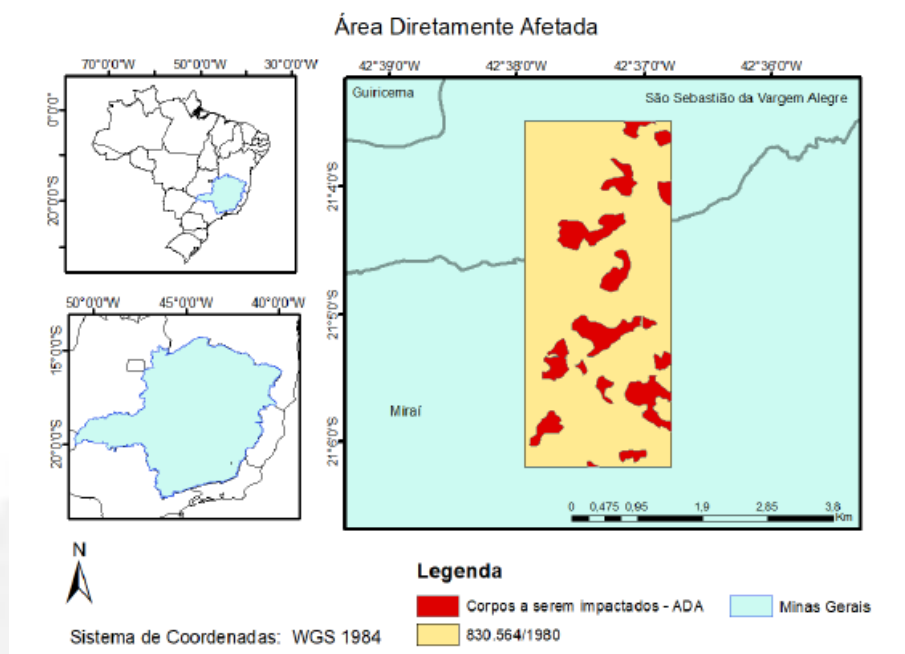 Área Diretamente Afetada
70°0'0"W 50°0'0"W 30°0'0"W
0°0'0"
20°0'0"S
50°0'0"W 45°0'0"W 40°0'0"W
15°0'0"S
20°0'0"S
42°39'0"W 42°38'0"W 42°37'0"W 42°36'0"W
21°4'0"S
21°5'0"S
21°6'0"S
Guiricema
São Sebastião da Vargem Alegre
Miraí
0 0,475 0,95 1,9 2,85 3,8
Km
N
Sistema de Coordenadas: WGS 1984
Legenda
Corpos a serem impactados - ADA
Minas Gerais
830.564/1980